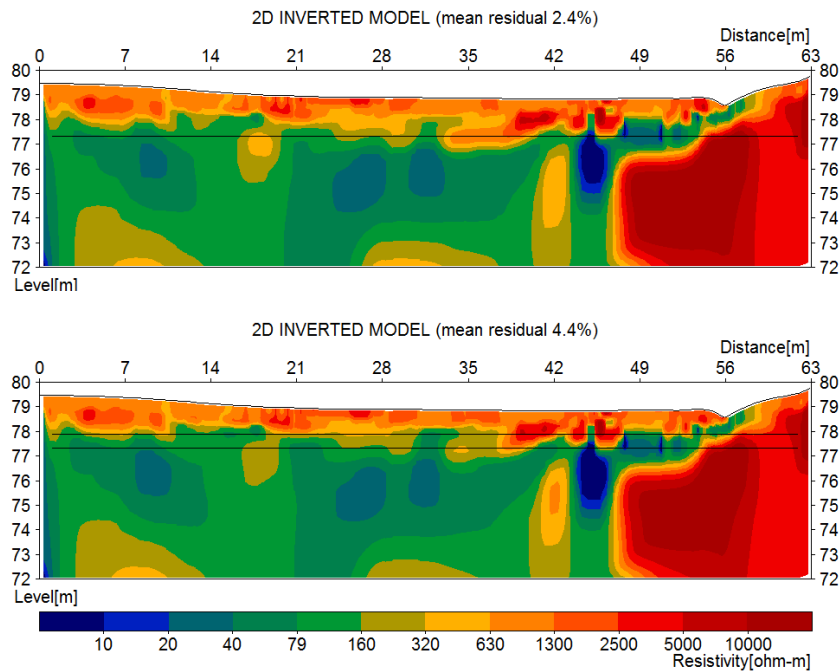 2D INVERTED MODEL (mean residual 2.4%)
Distance[m]
0 7 14 21 28 35 42 49 56 63
80 80
79 79
78 78
77 77
76 76
75 75
74 74
73 73
72 72
Level[m]
2D INVERTED MODEL (mean residual 4.4%)
Distance[m]
0 7 14 21 28 35 42 49 56 63
80 80
79 79
78 78
77 77
76 76
75 75
74 74
73 73
72 72
Level[m]
10 20 40 79 160 320 630 1300 2500 5000 10000
Resistivity[ohm-m]